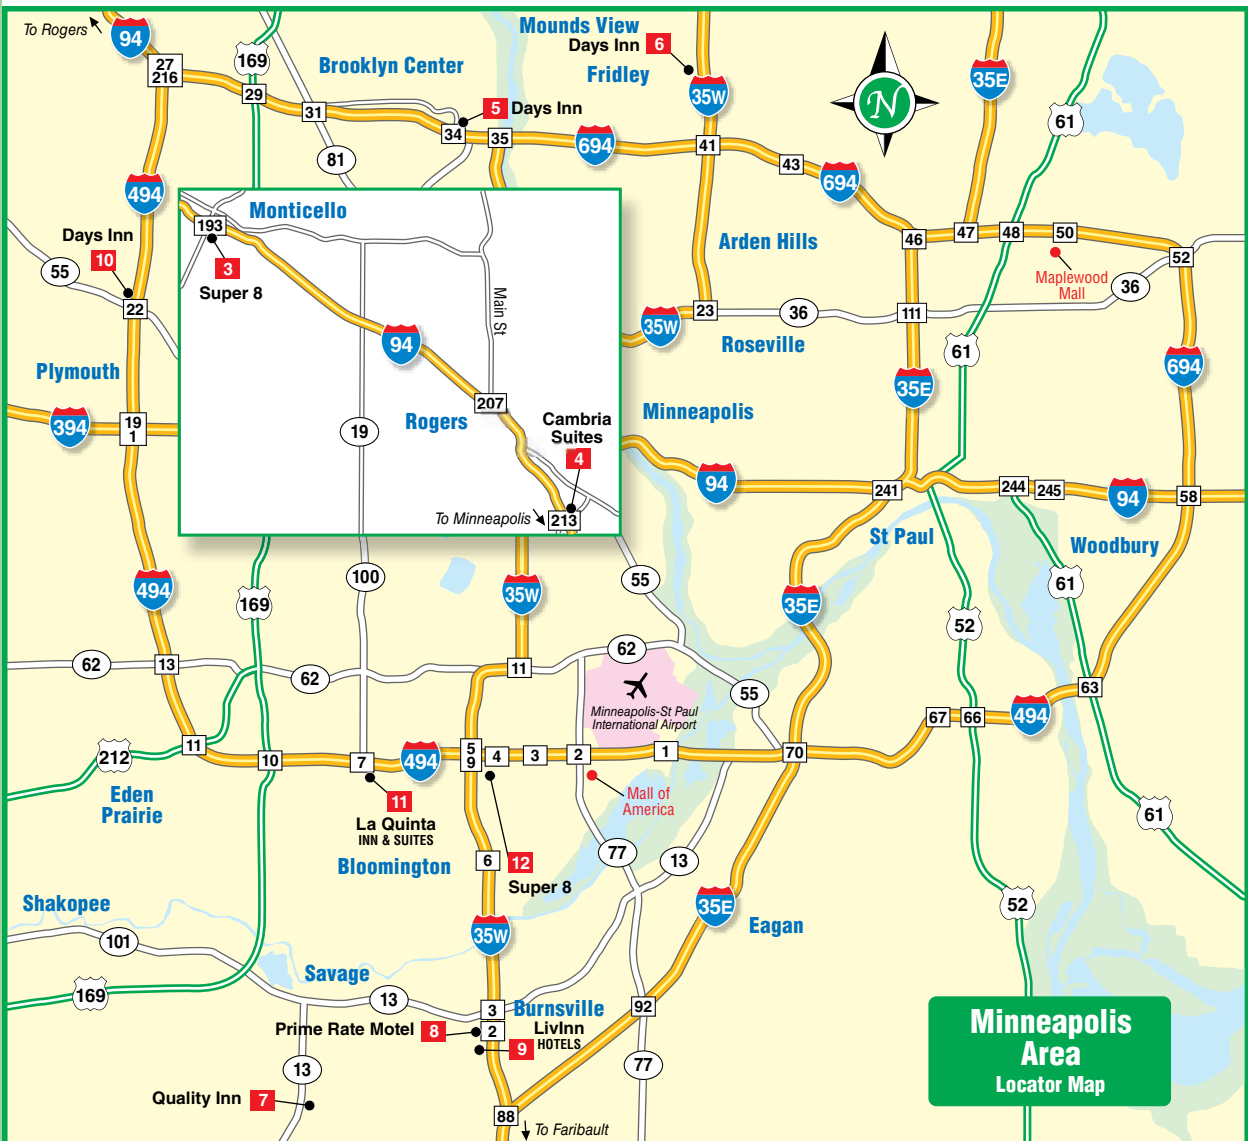 To Rogers
94
27
216
169
Brooklyn Center
Mounds View
Days Inn 6
Fridley
35W
35E
61
N
29
31
5 Days Inn
34
35
694
41
43
694
81
494
Monticello
193
3
Super 8
Main St
94
207
Rogers
19
Cambria
Suites
4
To Minneapolis
213
Days Inn
10
55
22
Plymouth
394
19
1
Arden Hills
46
47
48
50
52
Maplewood
Mall
36
35W
23
36
111
Roseville
61
35E
694
Minneapolis
94
241
244
245
94
58
St Paul
Woodbury
494
169
100
35W
55
35E
61
52
62
13
62
11
62
Minneapolis-St Paul
International Airport
55
63
67
66
494
11
212
10
7
494
5
9
4
3
2
1
70
Eden
Prairie
11
La Quinta
INN & SUITES
Mall of
America
61
Bloomington
6
12
Super 8
77
13
35E
52
Shakopee
101
35W
Eagan
169
Savage
13
3
Burnsville
92
Prime Rate Motel 8
2
LivInn
HOTELS
9
13
77
Quality Inn 7
88
To Faribault
Minneapolis
Area
Locator Map